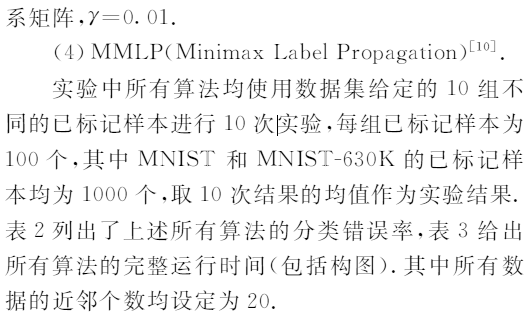 系矩阵,γ=0.01.
(4) MMLP(Minimax Label Propagation)[10].
实验中所有算法均使用数据集给定的 10 组不
同的已标记样本进行 10 次实验,每组已标记样本为
100 个,其中 MNIST 和 MNIST-630K 的已标记样
本均为 1000 个,取 10 次结果的均值作为实验结果.
表 2 列出了上述所有算法的分类错误率,表 3 给出
所有算法的完整运行时间(包括构图).其中所有数
据的近邻个数均设定为 20.